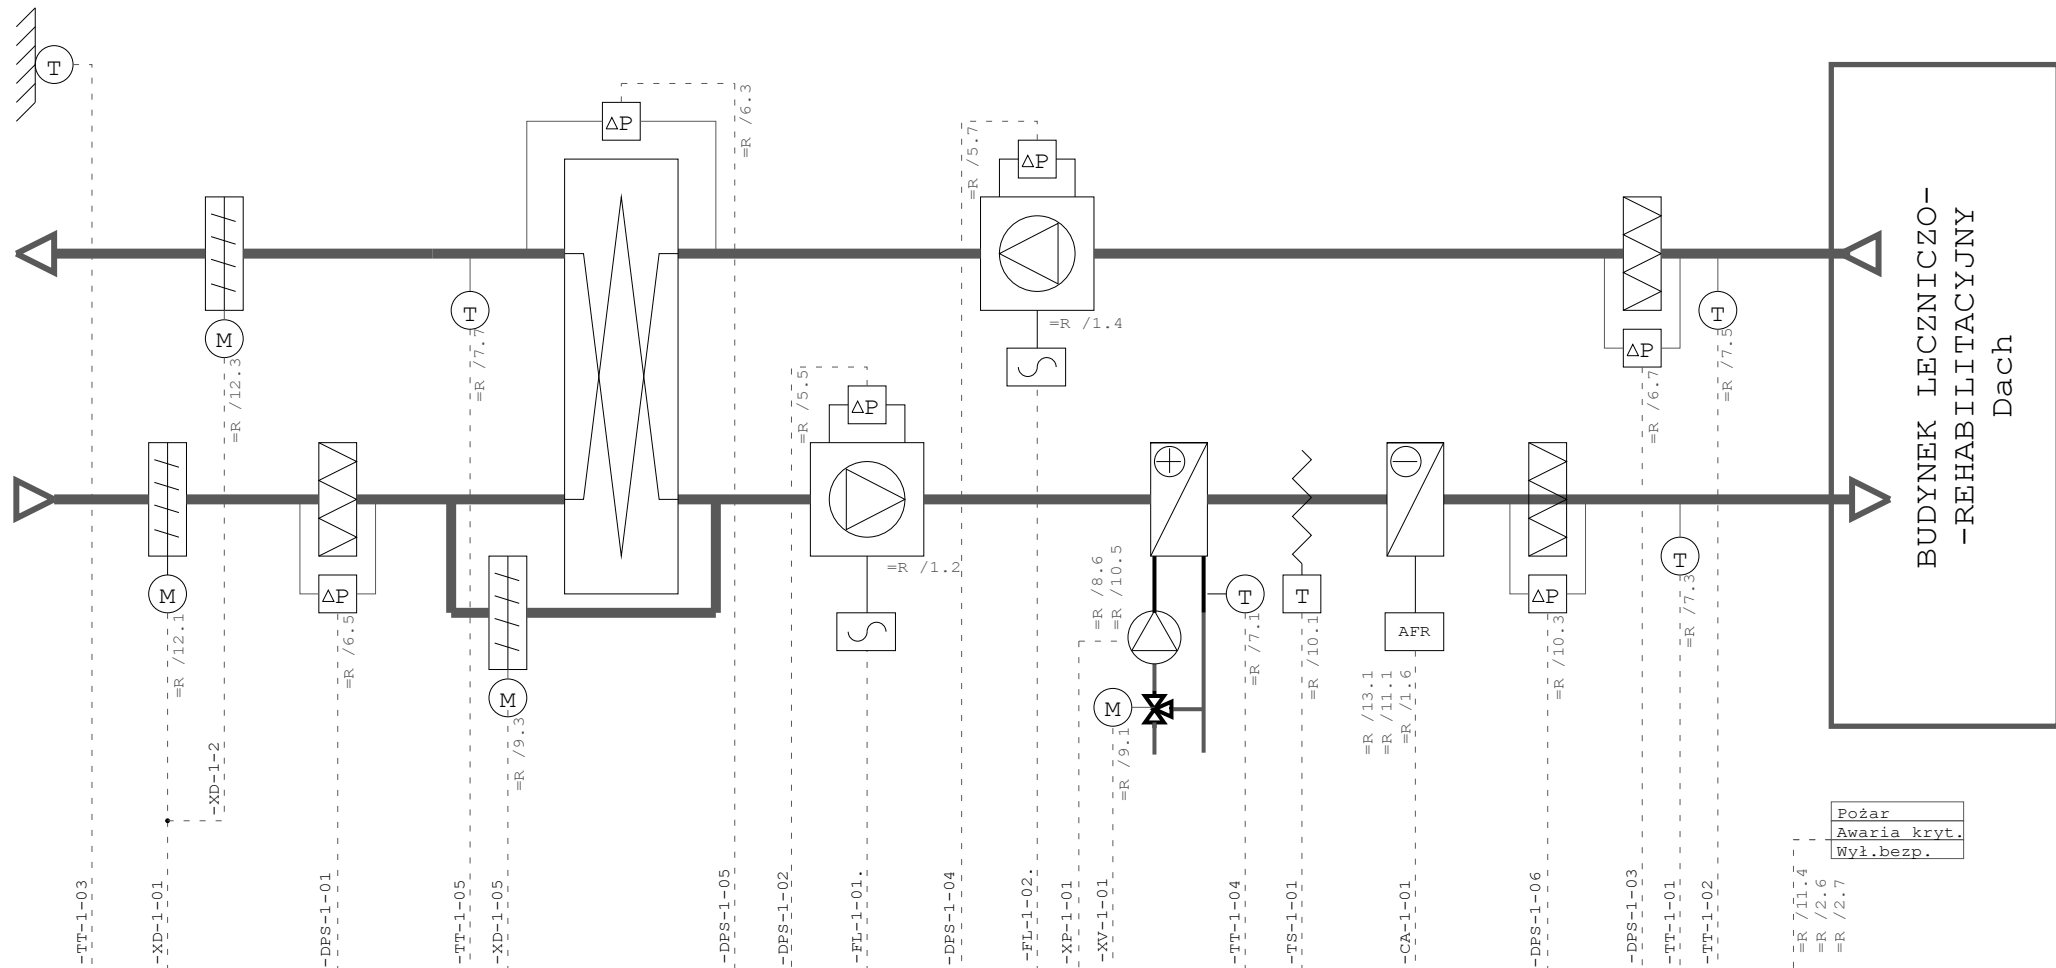 T
=R /6.3
ΔP
=R /5.7
ΔP
M
=R /12.3
T
=R /7.7
=R /1.4
=R /5.5
ΔP
ΔP
=R /6.7
T
=R /7.5
BUDYNEK LECZNICZO-
-REHABILITACYJNY
Dach
M
=R /12.1
ΔP
=R /6.5
M
=R /9.3
=R /1.2
=R /8.6
=R /10.5
M
=R /9.1
T
=R /7.1
T
=R /10.1
AFR
=R /13.1
=R /11.1
=R /1.6
ΔP
=R /10.3
T
=R /7.3
-XD-1-2
Pożar
Awaria kryt.
Wył.bezp.
=R /11.4
=R /2.6
=R /2.7
-TT-1-03
-XD-1-01
-DPS-1-01
-TT-1-05
-XD-1-05
-DPS-1-05
-DPS-1-02
-FL-1-01.
-DPS-1-04
-FL-1-02.
-XP-1-01
-XV-1-01
-TT-1-04
-TS-1-01
-CA-1-01
-DPS-1-06
-DPS-1-03
-TT-1-01
-TT-1-02